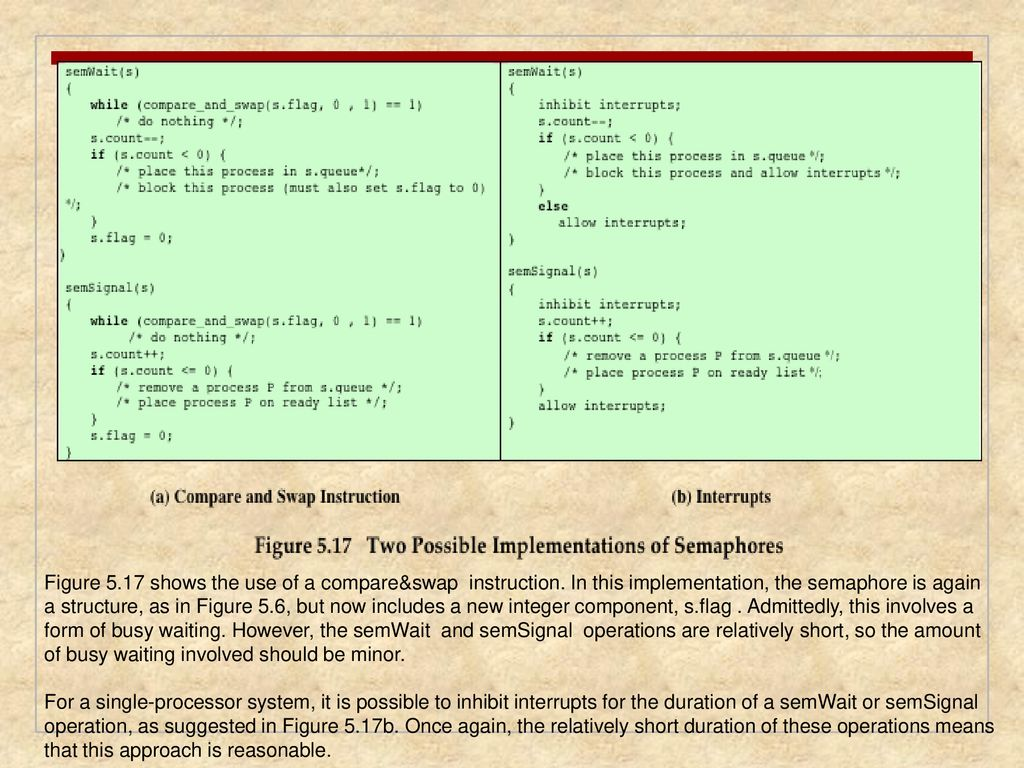 semWait(s)
{
while (compare_and_swap(s.flag, 0 , 1) == 1)
/* do nothing */;
s.count--;
if (s.count < 0) {
/* place this process in s.queue*/;
/* block this process (must also set s.flag to 0)
*/;
}
s.flag = 0;
}
semSignal(s)
{
while (compare_and_swap(s.flag, 0 , 1) == 1)
/* do nothing */;
s.count++;
if (s.count <= 0) {
/* remove a process P from s.queue */;
/* place process P on ready list */;
}
s.flag = 0;
}
semWait(s)
{
inhibit interrupts;
s.count--;
if (s.count < 0) {
/* place this process in s.queue */;
/* block this process and allow interrupts */;
}
else
allow interrupts;
}
semSignal(s)
{
inhibit interrupts;
s.count++;
if (s.count <= 0) {
/* remove a process P from s.queue */;
/* place process P on ready list */;
}
allow interrupts;
}
(a) Compare and Swap Instruction
(b) Interrupts
Figure 5.17 Two Possible Implementations of Semaphores
Figure 5.17 shows the use of a compare&swap instruction. In this implementation, the semaphore is again
a structure, as in Figure 5.6, but now includes a new integer component, s.flag . Admittedly, this involves a
form of busy waiting. However, the semWait and semSignal operations are relatively short, so the amount
of busy waiting involved should be minor.
For a single-processor system, it is possible to inhibit interrupts for the duration of a semWait or semSignal
operation, as suggested in Figure 5.17b. Once again, the relatively short duration of these operations means
that this approach is reasonable.